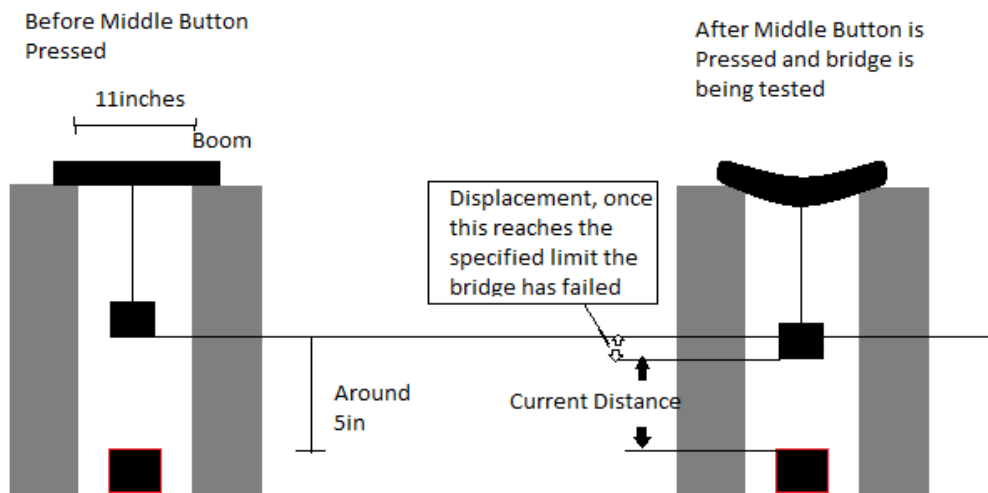 Before Middle Button
Pressed
11inches
Boom
Around
5in
After Middle Button is
Pressed and bridge is
being tested
Displacement, once
this reaches the
specified limit the
bridge has failed
Current Distance